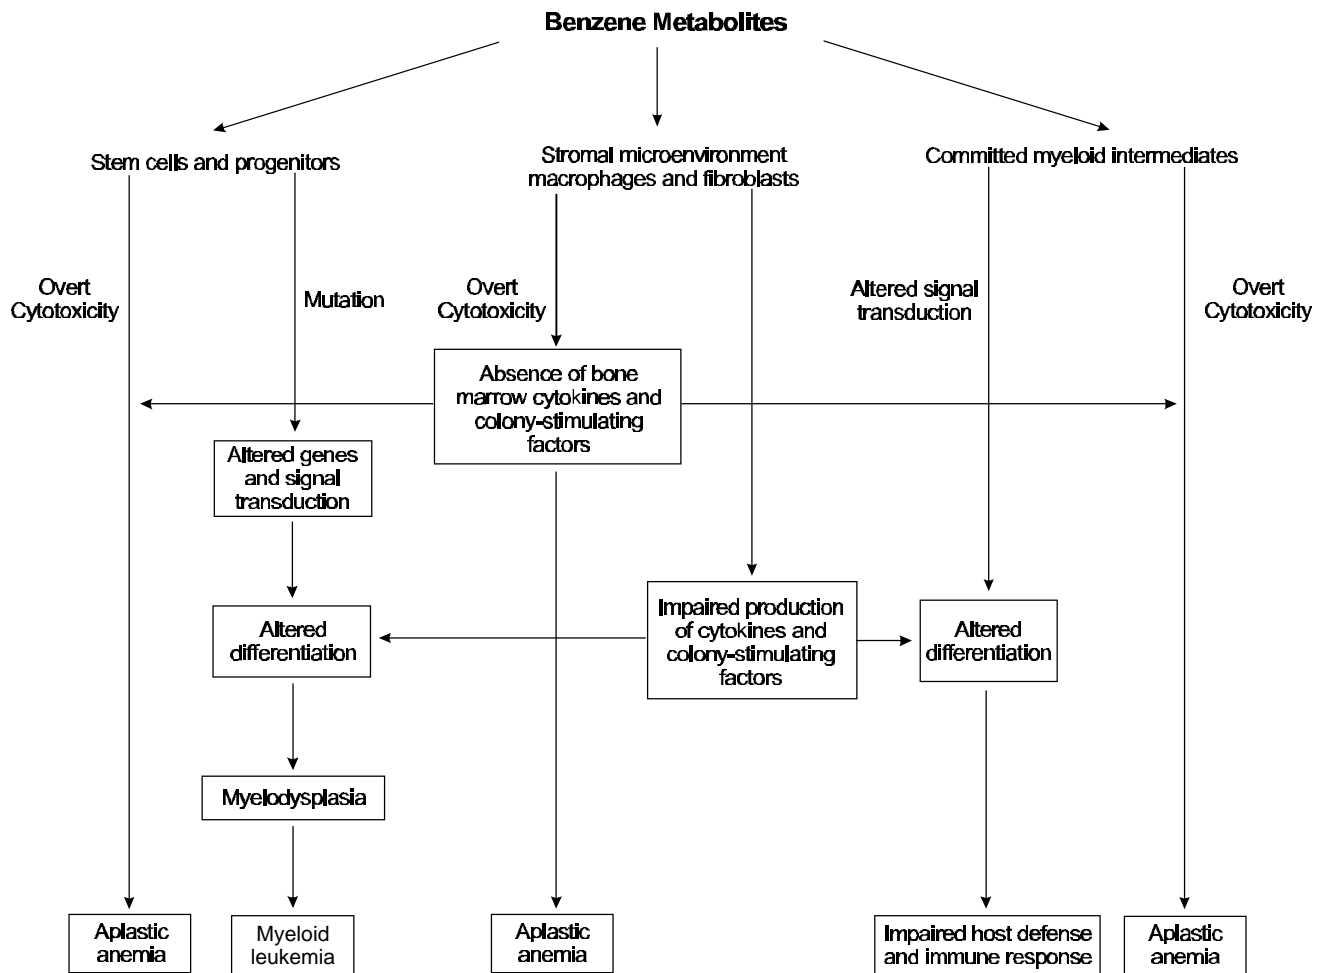 Benzene Metabolites
Stem cells and progenitors
Stromal microenvironment
macrophages and fibroblasts
Committed myeloid intermediates
Overt
Cytotoxicity
Mutation
Overt
Cytotoxicity
Altered signal
transduction
Overt
Cytotoxicity
Absence of bone
marrow cytokines and
colony-stimulating
factors
Altered genes
and signal
transduction
Altered
differentiation
Impaired production
of cytokines and
colony-stimulating
factors
Altered
differentiation
Myelodysplasia
Aplastic
anemia
Myeloid
leukemia
Aplastic
anemia
Impaired host defense
and immune response
Aplastic
anemia